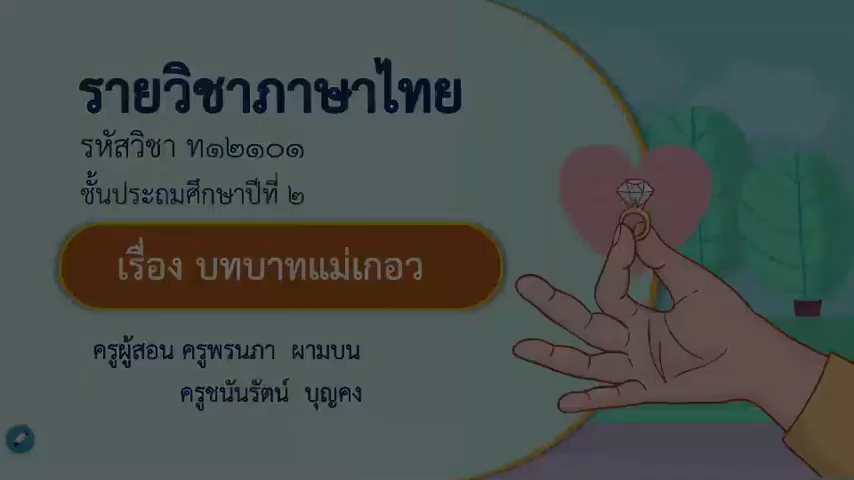 รายวิชาภาษาไทย
รหัสวิชา ท๑๒๑๐๑
ชั้นประถมศึกษาปีที่ ๒
เรื่อง บทบาทแม่เกอว
ครูผู้สอน ครูพรนภา ผามบน
ครูชนันรัตน์ บุญคง